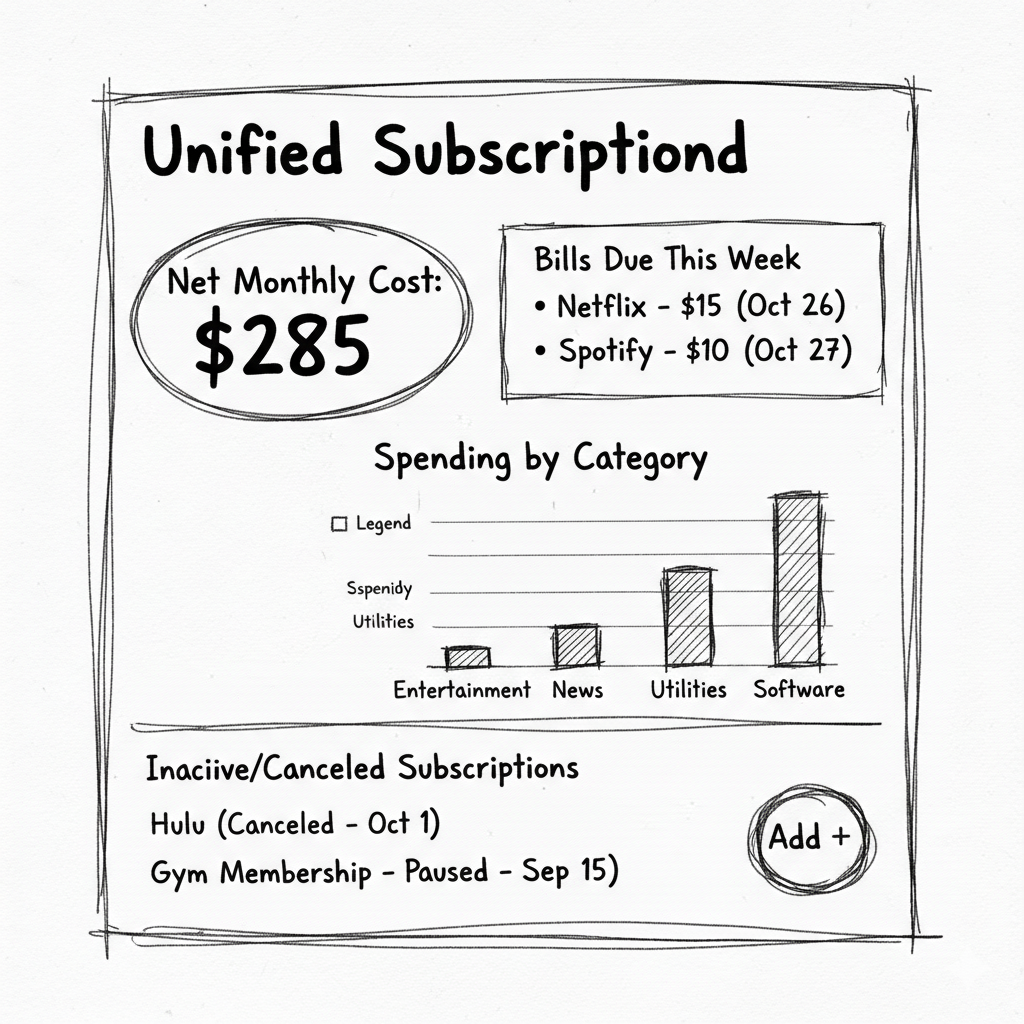 Unified Subscriptiond
Net Monthly Cost:
$285
Bills Due This Week
• Netflix - $15 (Oct 26)
• Spotify - $10 (Oct 27)
Spending by Category
Legend
Sspenidy
Utilities
Entertainment News Utilities Software
Inaciive/Canceled Subscriptions
Hulu (Canceled - Oct 1)
Gym Membership - Paused - Sep 15)
Add +